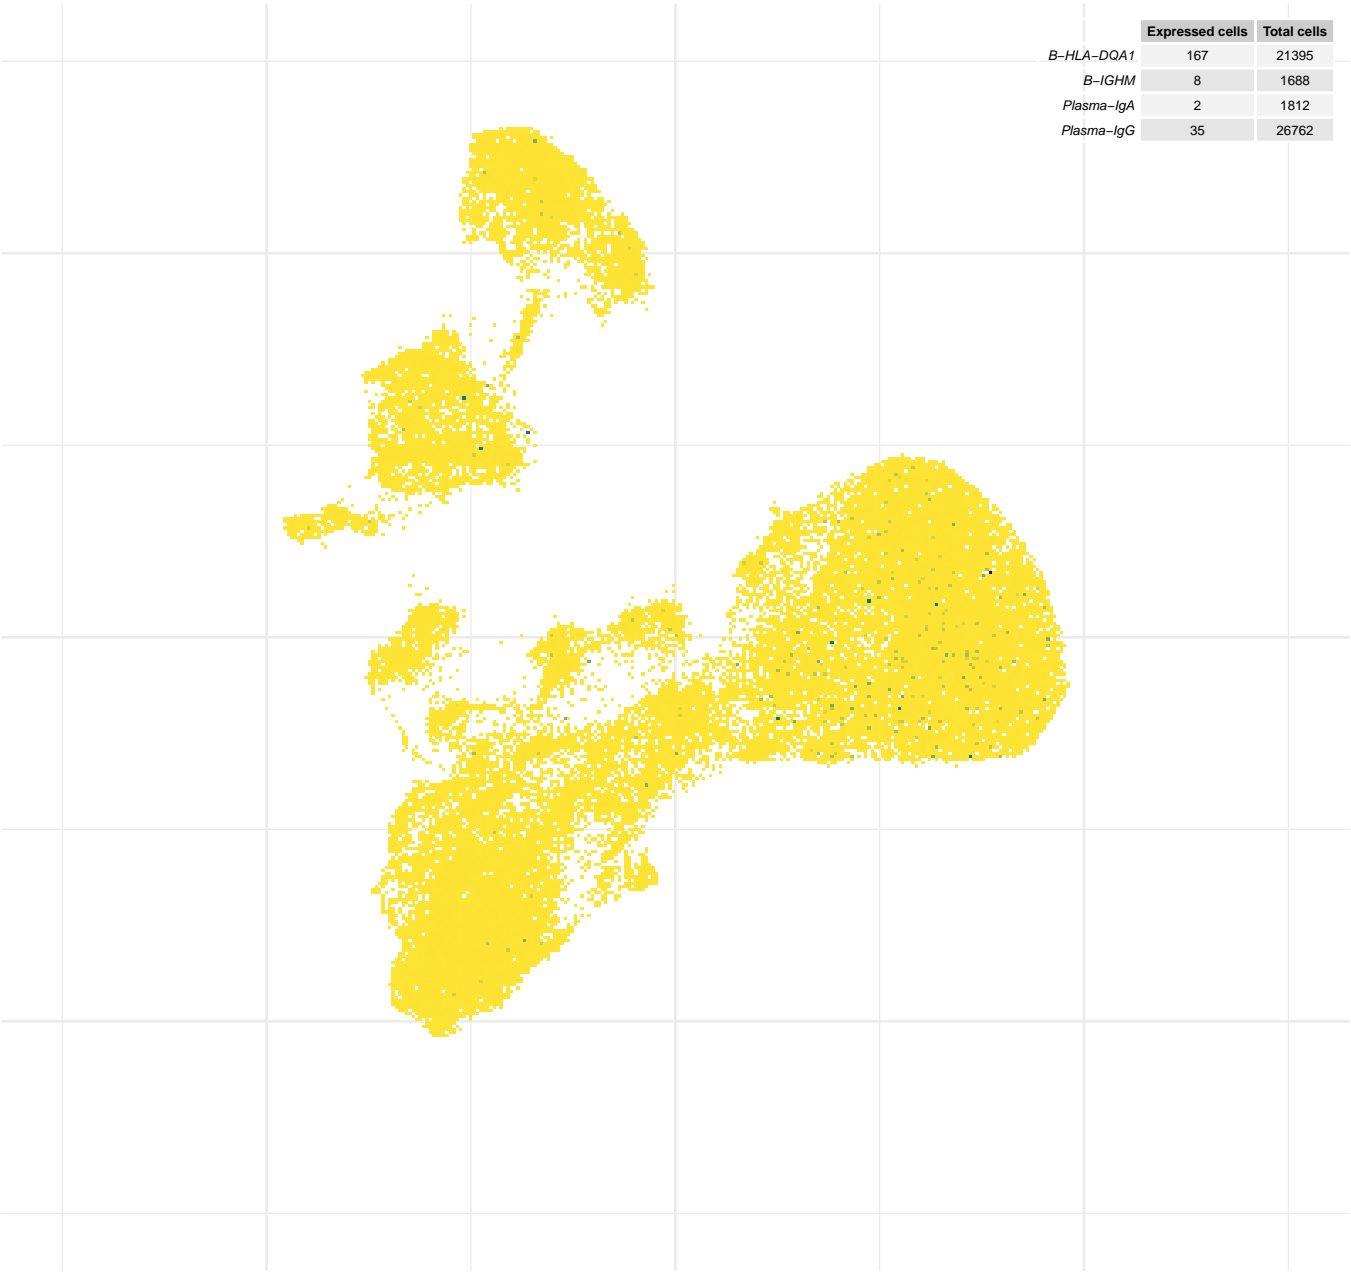 Expressed cells Total cells
B−HLA−DQA1 167 21395
B−IGHM 8 1688
Plasma−IgA 2 1812
Plasma−IgG 35 26762